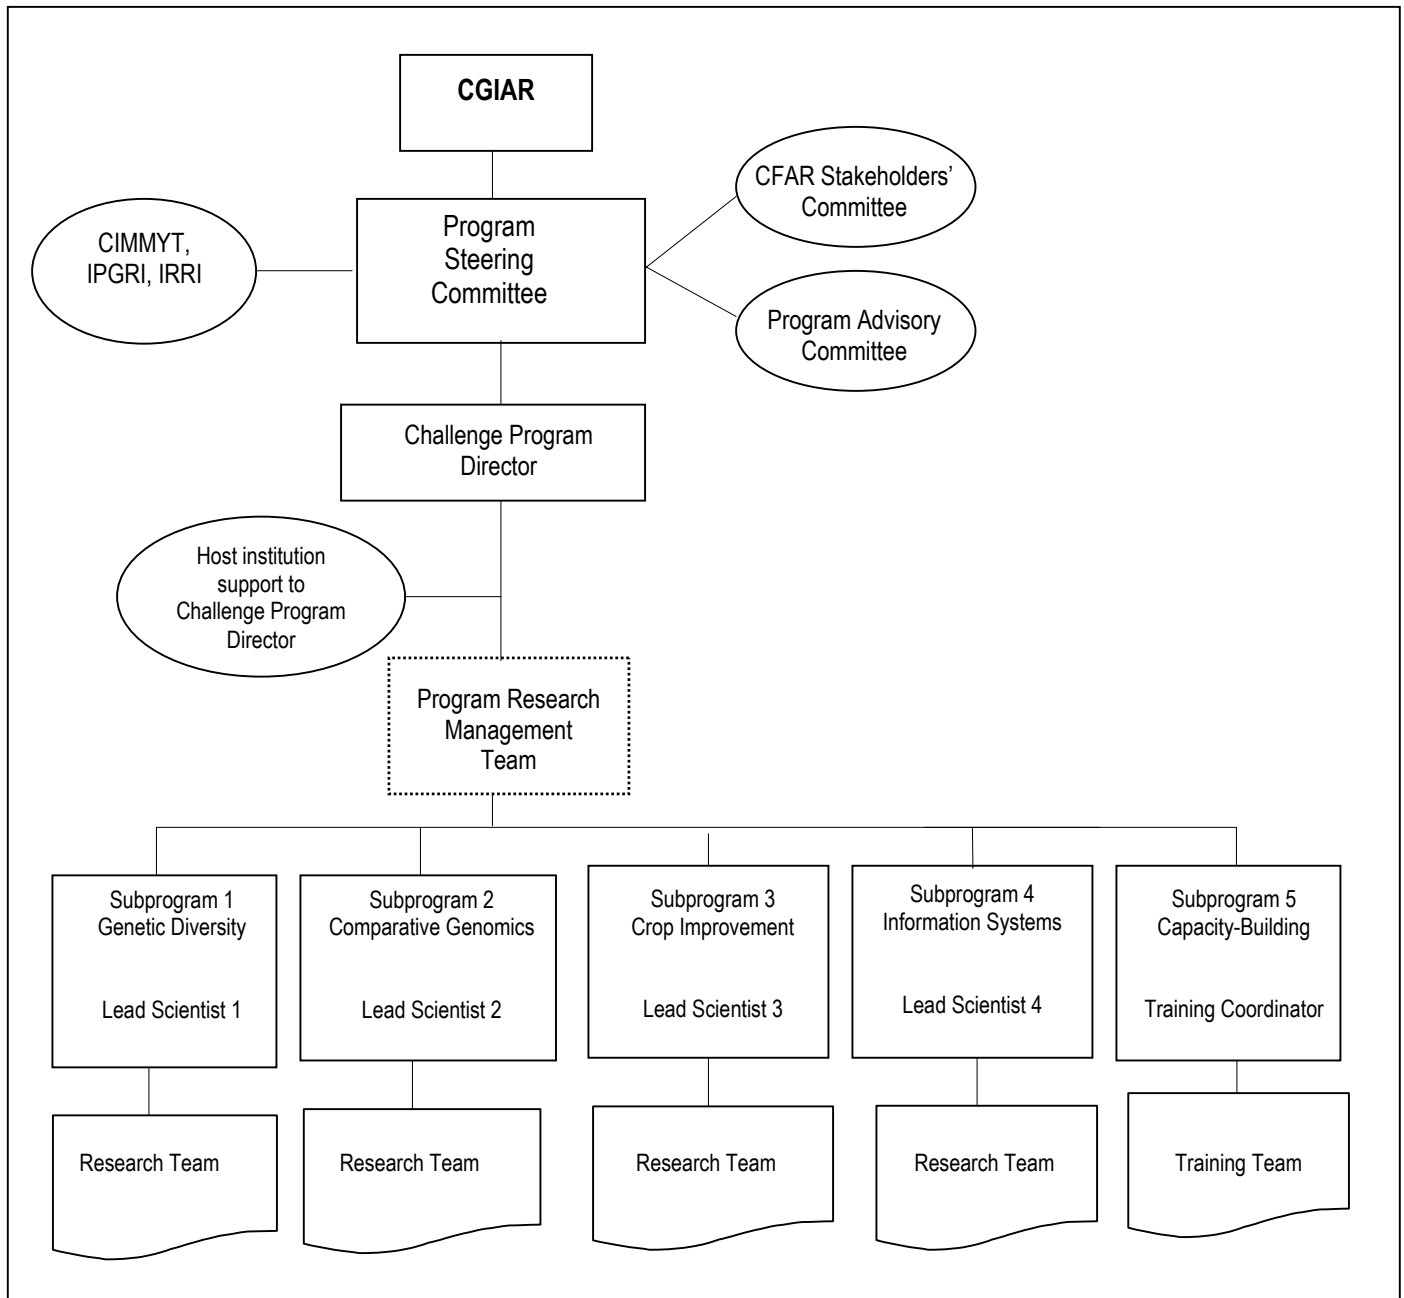 CGIAR
CFAR Stakeholders’
Committee
Program
Steering
Committee
CIMMYT,
IPGRI, IRRI
Program Advisory
Committee
Challenge Program
Director
Host institution
support to
Challenge Program
Director
Program Research
Management
Team
Subprogram 1
Genetic Diversity
Lead Scientist 1
Subprogram 2
Comparative Genomics
Lead Scientist 2
Subprogram 3
Crop Improvement
Lead Scientist 3
Subprogram 4
Information Systems
Lead Scientist 4
Subprogram 5
Capacity-Building
Training Coordinator
Research Team
Research Team
Research Team
Research Team
Training Team